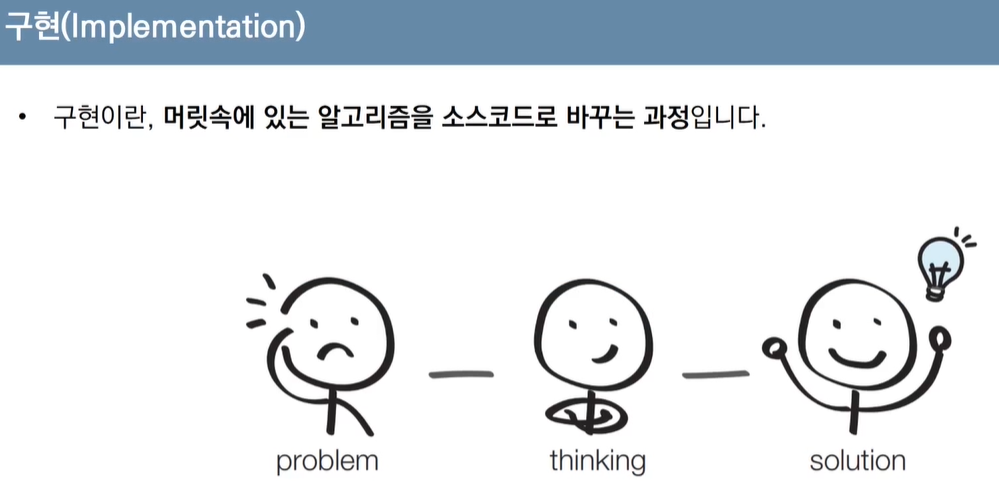 구현(Implementation)
• 구현이란, 머릿속에 있는 알고리즘을 소스코드로 바꾸는 과정입니다.
problem thinking solution